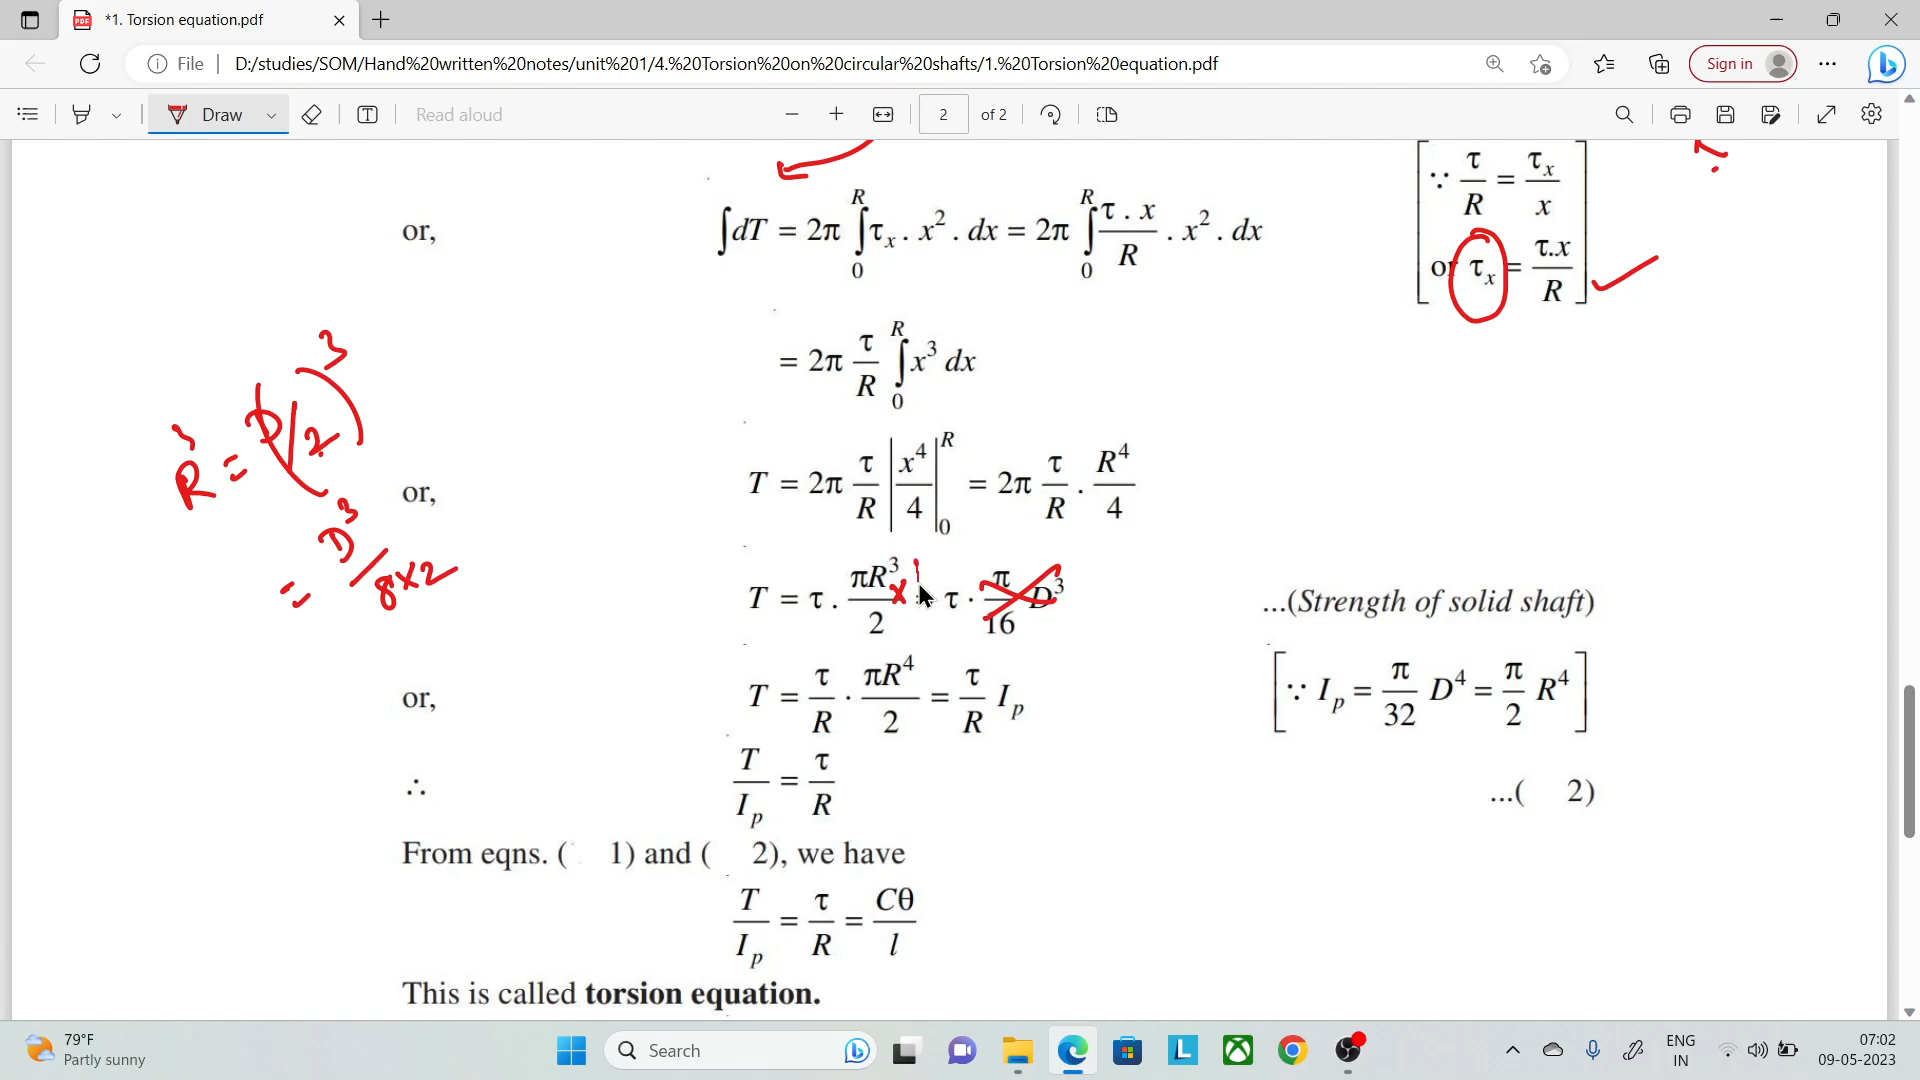 *1. Torsion equation.pdf
File | D:/studies/SOM/Hand%20written%20notes/unit%201/4.%20Torsion%20on%20circular%20shafts/1.%20Torsion%20equation.pdf
Sign in
Draw
Read aloud
2 of 2
[∵ τ/R = τx/x
or τx = τ.x/R]
or, ∫dT = 2π ∫₀ᴿ τx . x² . dx = 2π ∫₀ᴿ τ . x/R . x² . dx
= 2π τ/R ∫₀ᴿ x³ dx
R³ = (D/2)³
= D³/8×2
or, T = 2π τ/R |x⁴/4|₀ᴿ = 2π τ/R . R⁴/4
T = τ . πR³/2 × τ · π/16 D³ ...(Strength of solid shaft)
or, T = τ/R · πR⁴/2 = τ/R Ip [∵ Ip = π/32 D⁴ = π/2 R⁴]
∴ T/Ip = τ/R ...( 2)
From eqns. ( 1) and ( 2), we have
T/Ip = τ/R = Cθ/l
This is called torsion equation.
79°F
Partly sunny
Search
ENG
IN
07:02
09-05-2023